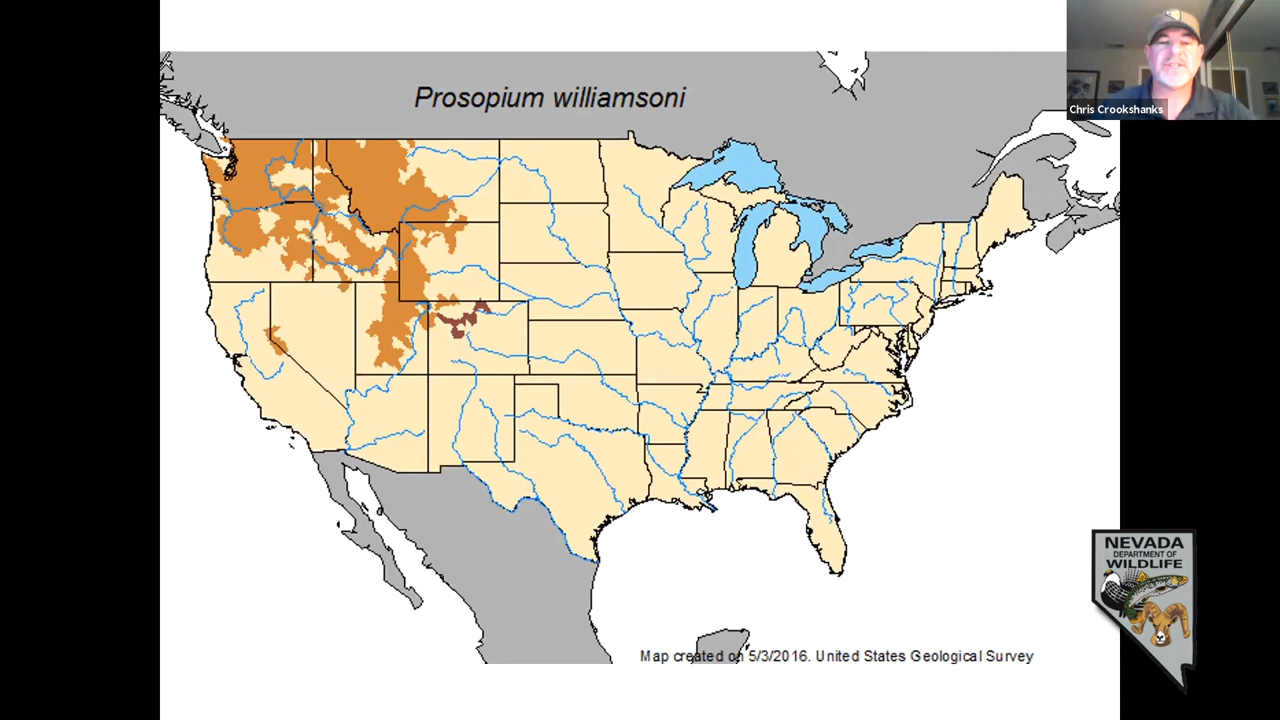 Prosopium williamsoni
Chris Crookshanks
NEVADA
DEPARTMENT OF
WILDLIFE
Map created on 5/3/2016. United States Geological Survey